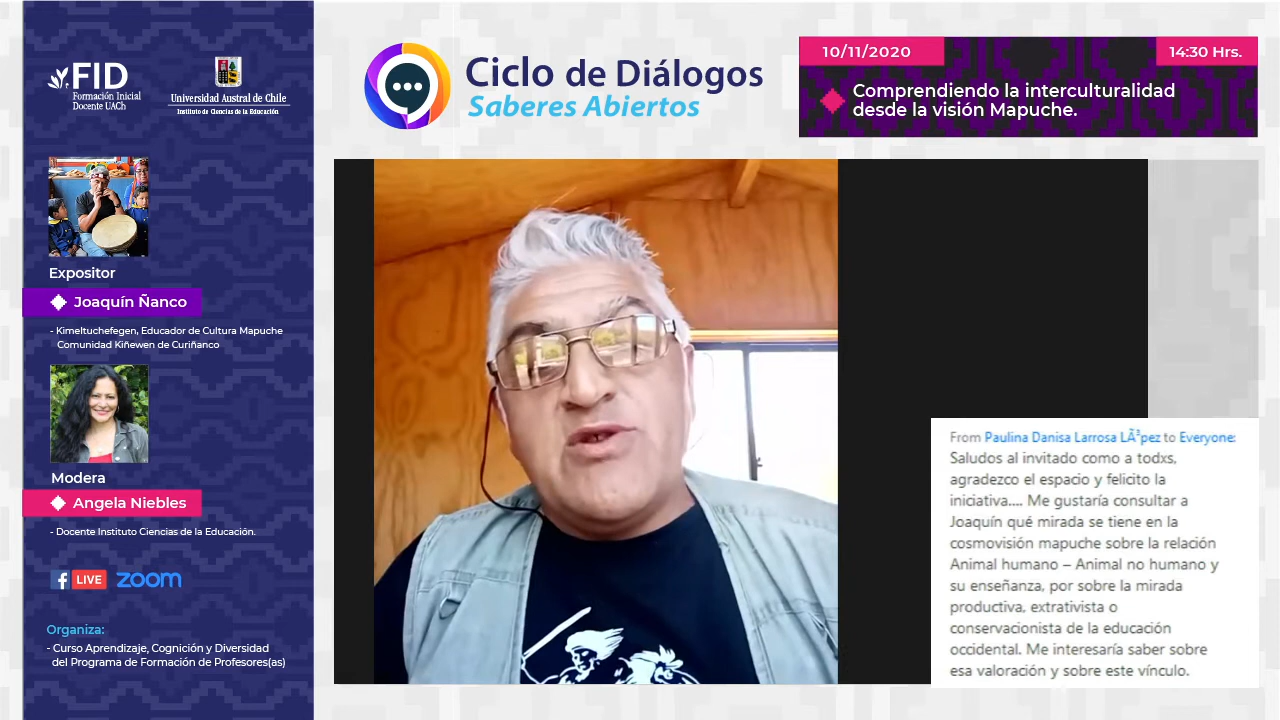 FID
Formación Inicial
Docente UACh
Universidad Austral de Chile
Instituto de Ciencias de la Educación
Expositor
Joaquín Ñanco
- Kimeltuchefegen, Educador de Cultura Mapuche
Comunidad Kiñewen de Curiñanco
Modera
Angela Niebles
- Docente Instituto Ciencias de la Educación.
f LIVE zoom
Organiza:
- Curso Aprendizaje, Cognición y Diversidad
del Programa de Formación de Profesores(as)
Ciclo de Diálogos
Saberes Abiertos
10/11/2020
14:30 Hrs.
Comprendiendo la interculturalidad
desde la visión Mapuche.
From Paulina Danisa Larrosa LÃ³pez to Everyone:
Saludos al invitado como a todxs,
agradezco el espacio y felicito la
iniciativa.... Me gustaría consultar a
Joaquín qué mirada se tiene en la
cosmovisión mapuche sobre la relación
Animal humano – Animal no humano y
su enseñanza, por sobre la mirada
productiva, extrativista o
conservacionista de la educación
occidental. Me interesaría saber sobre
esa valoración y sobre este vínculo.